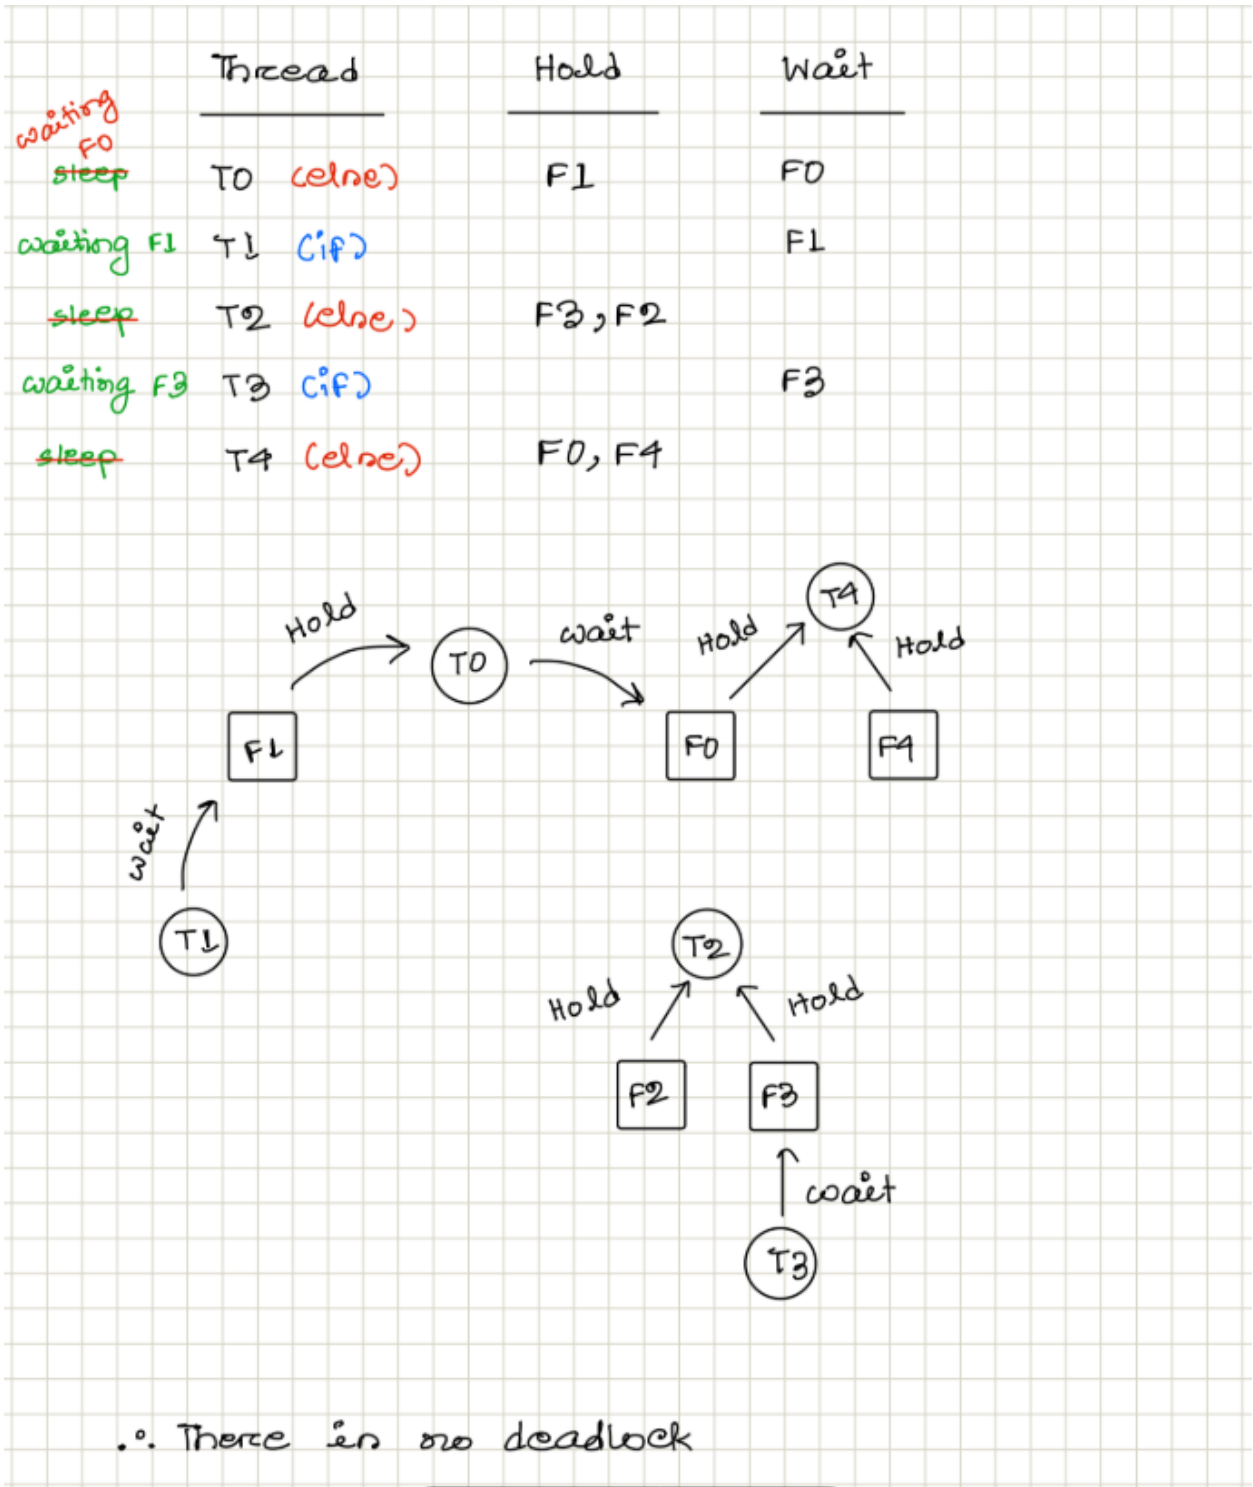 Thread Hold Wait
waiting
F0
sleep T0 (else) F1 F0
waiting F1 T1 (if) F1
sleep T2 (else) F3, F2
waiting F3 T3 (if) F3
sleep T4 (else) F0, F4
T4
Hold wait Hold Hold
T0
F1 F0 F4
wait
T1 T2
Hold Hold
F2 F3
wait
T3
∴ There is no deadlock